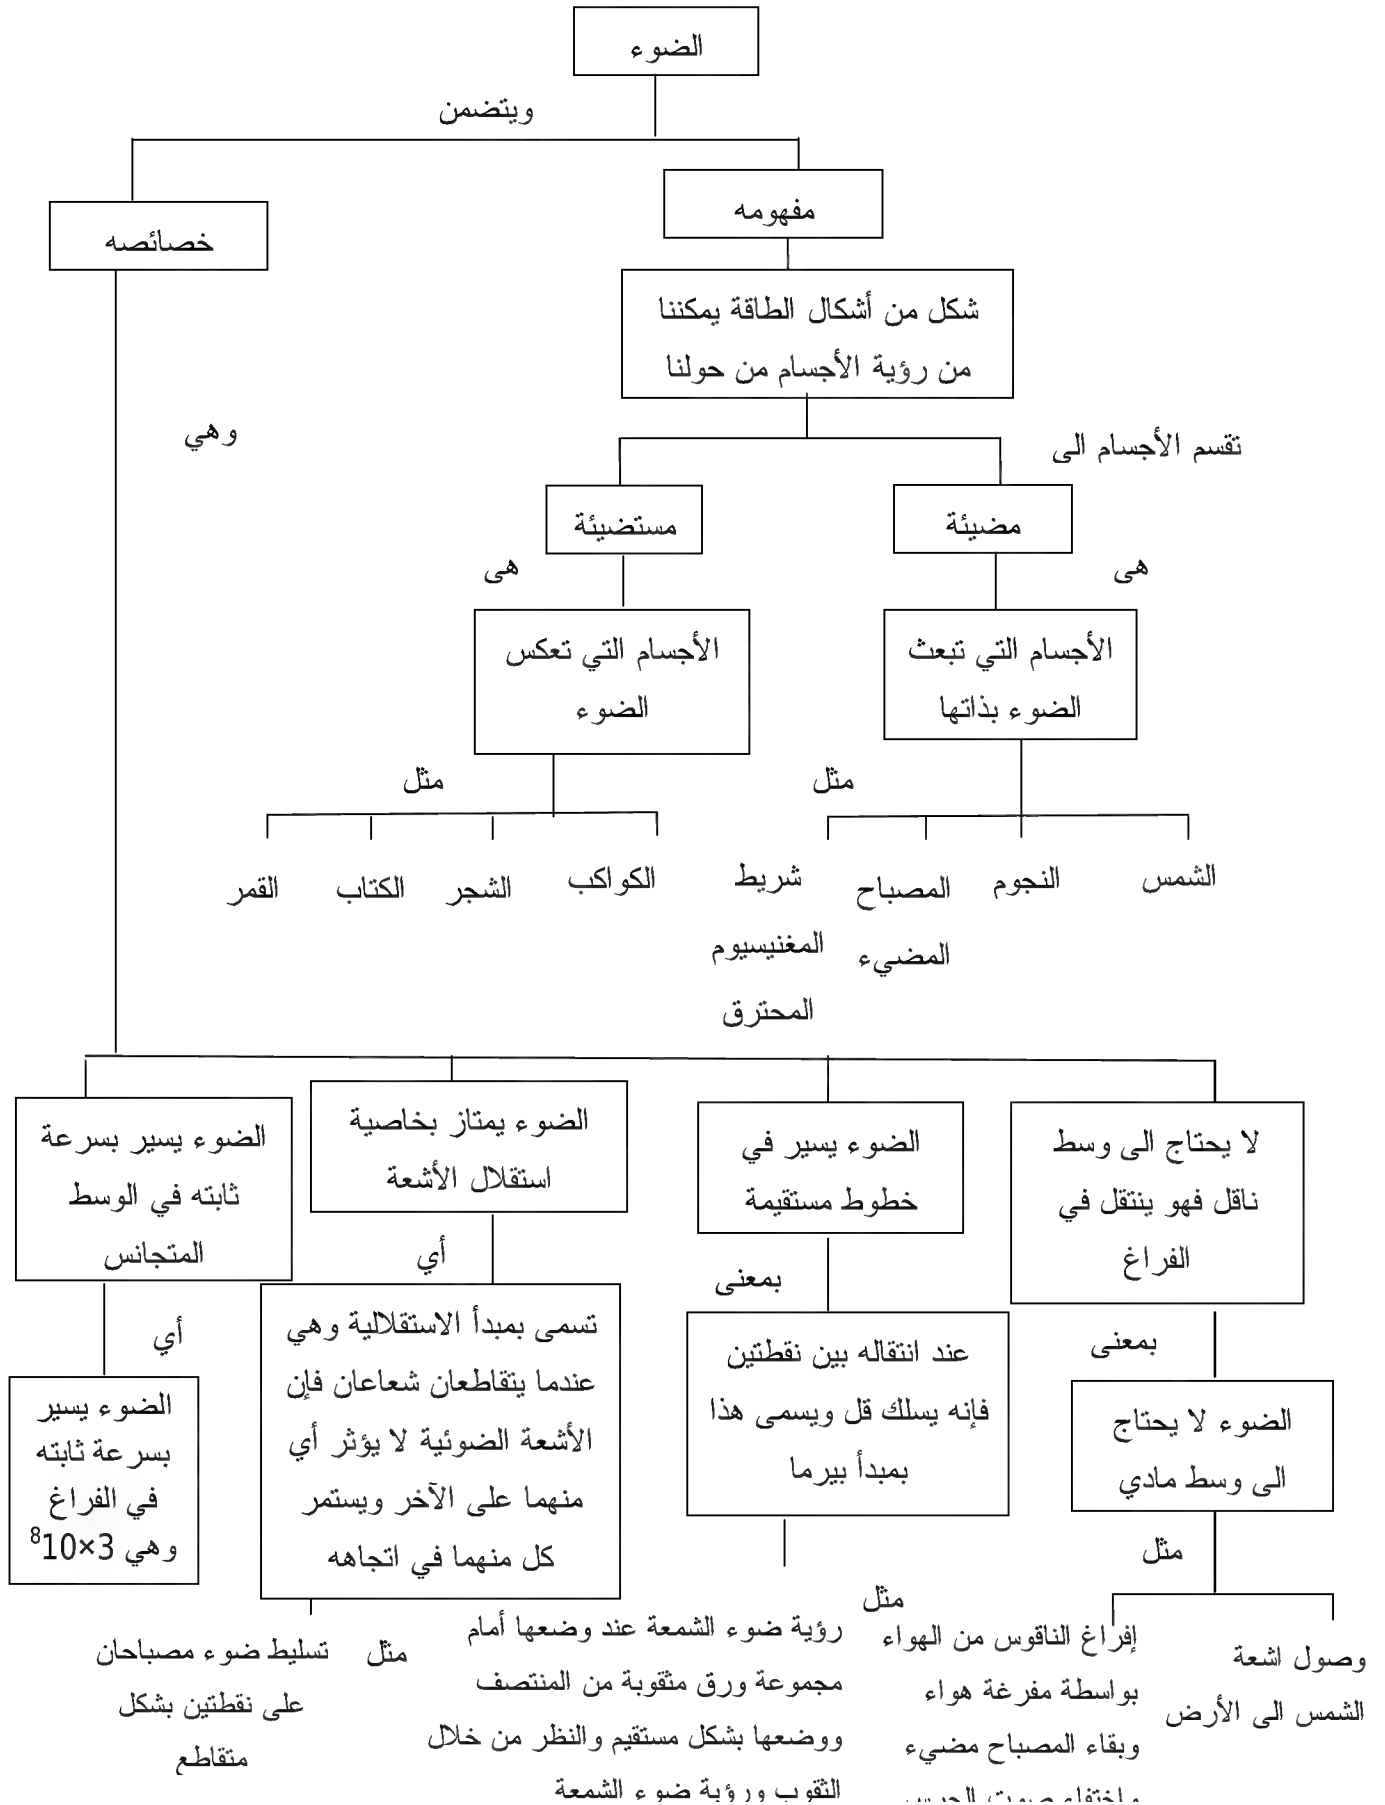 الضوء
ويتضمن
مفهومه
خصائصه
شكل من أشكال الطاقة يمكننا
من رؤية الأجسام من حولنا
وهي
تقسم الأجسام الى
مضيئة
مستضيئة
هى
هى
الأجسام التي تبعث
الضوء بذاتها
الأجسام التي تعكس
الضوء
مثل
مثل
الشمس
النجوم
المصباح
المضيء
شريط
المغنيسيوم
المحترق
الكواكب
الشجر
الكتاب
القمر
لا يحتاج الى وسط
ناقل فهو ينتقل في
الفراغ
الضوء يسير في
خطوط مستقيمة
الضوء يمتاز بخاصية
استقلال الأشعة
الضوء يسير بسرعة
ثابته في الوسط
المتجانس
بمعنى
بمعنى
أي
أي
الضوء لا يحتاج
الى وسط مادي
عند انتقاله بين نقطتين
فإنه يسلك قل ويسمى هذا
بمبدأ بيرما
تسمى بمبدأ الاستقلالية وهي
عندما يتقاطعان شعاعان فإن
الأشعة الضوئية لا يؤثر أي
منهما على الآخر ويستمر
كل منهما في اتجاهه
الضوء يسير
بسرعة ثابته
في الفراغ
وهي 3×10⁸
مثل
مثل
مثل
وصول اشعة
الشمس الى الأرض
إفراغ الناقوس من الهواء
بواسطة مفرغة هواء
وبقاء المصباح مضيء
واختفاء صوت الجرس
رؤية ضوء الشمعة عند وضعها أمام
مجموعة ورق مثقوبة من المنتصف
ووضعها بشكل مستقيم والنظر من خلال
الثقوب ورؤية ضوء الشمعة
تسليط ضوء مصباحان
على نقطتين بشكل
متقاطع